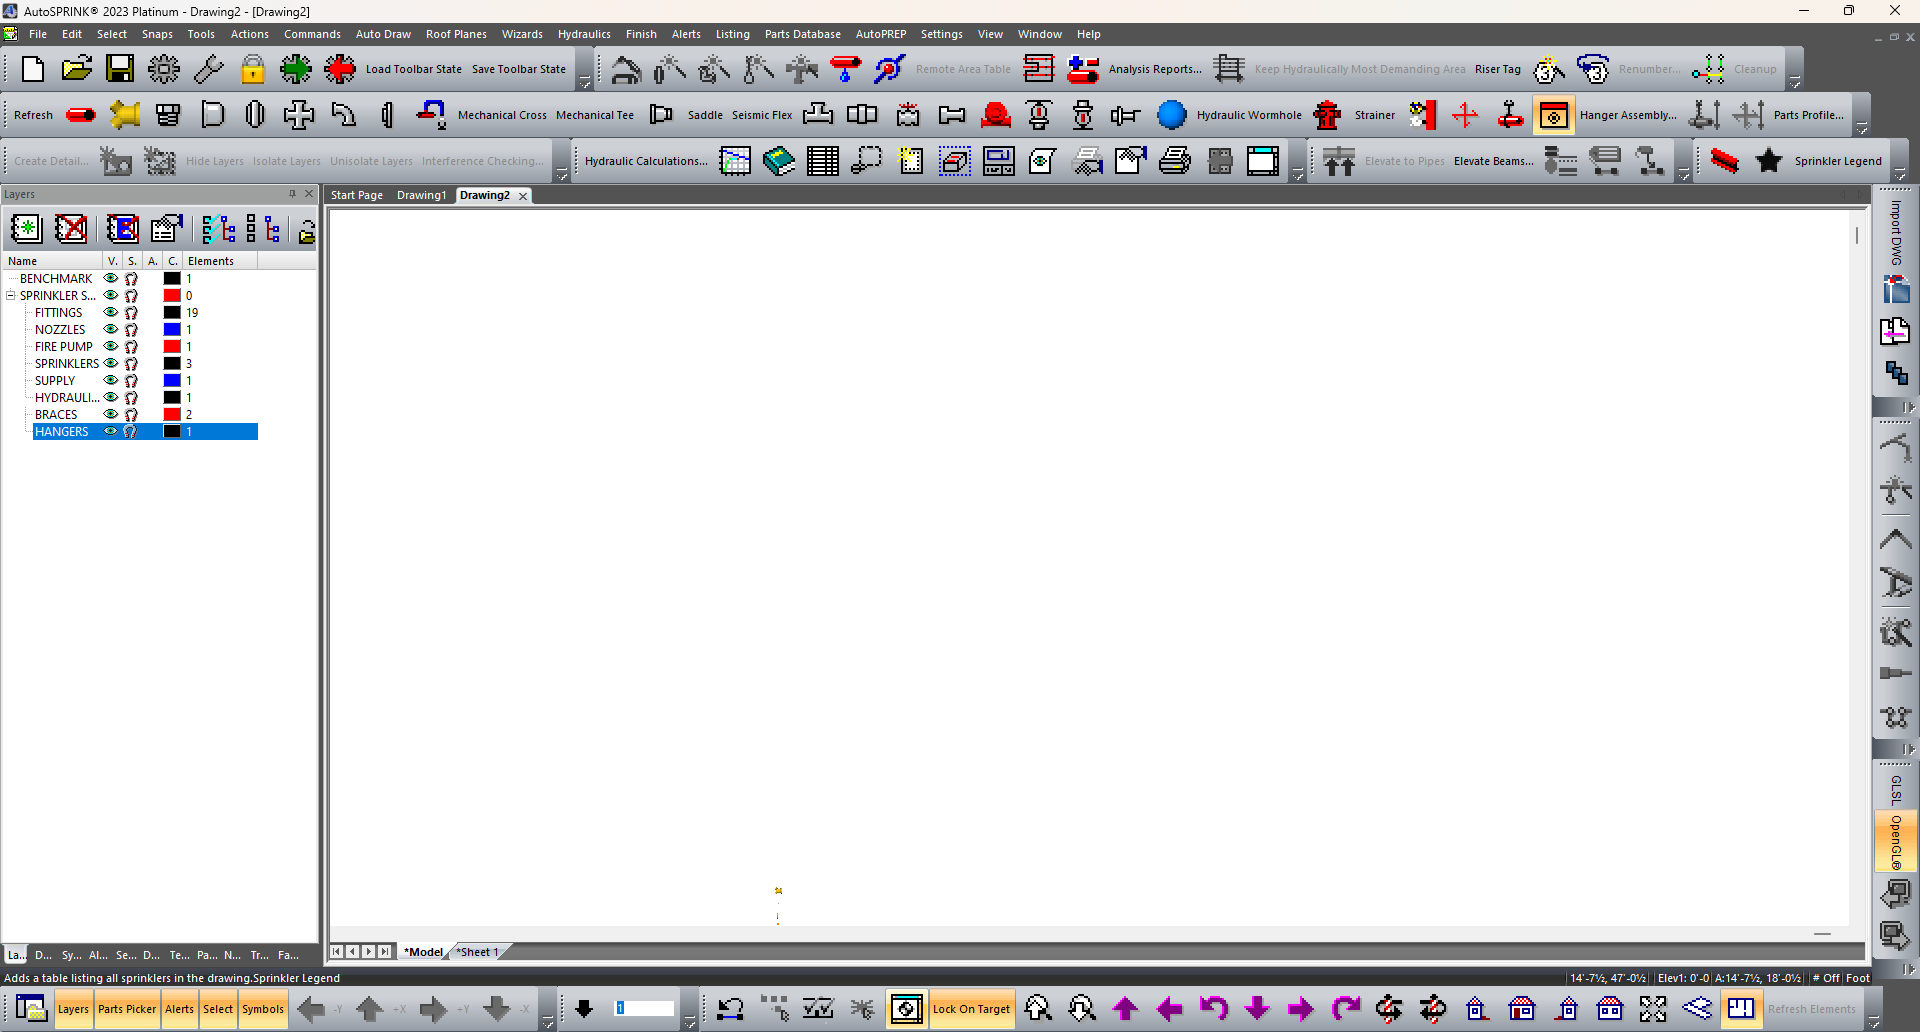 AutoSPRINK® 2023 Platinum - Drawing2 - [Drawing2]
File Edit Select Snaps Tools Actions Commands Auto Draw Roof Planes Wizards Hydraulics Finish Alerts Listing Parts Database AutoPREP Settings View Window Help
Load Toolbar State Save Toolbar State Remote Area Table Analysis Reports... Keep Hydraulically Most Demanding Area Riser Tag Renumber... Cleanup
Refresh Mechanical Cross Mechanical Tee Saddle Seismic Flex Hydraulic Wormhole Strainer Hanger Assembly... Parts Profile...
Create Detail... Hide Layers Isolate Layers Unisolate Layers Interference Checking... Hydraulic Calculations... Elevate to Pipes Elevate Beams... Sprinkler Legend
Layers
Start Page Drawing1 Drawing2
Name V. S. A. C. Elements
BENCHMARK 1
SPRINKLER S... 0
FITTINGS 19
NOZZLES 1
FIRE PUMP 1
SPRINKLERS 3
SUPPLY 1
HYDRAULI... 1
BRACES 2
HANGERS 1
Import DWG
GLSL
OpenGL®
La... D... Sy... Al... Se... D... Te... Pa... N... Tr... Fa...
*Model *Sheet 1
Adds a table listing all sprinklers in the drawing.Sprinkler Legend
14'-7½, 47'-0½ Elev1: 0'-0 A:14'-7½, 18'-0½ # Off Foot
Layers Parts Picker Alerts Select Symbols -Y +X +Y -X 1 Lock On Target Refresh Elements